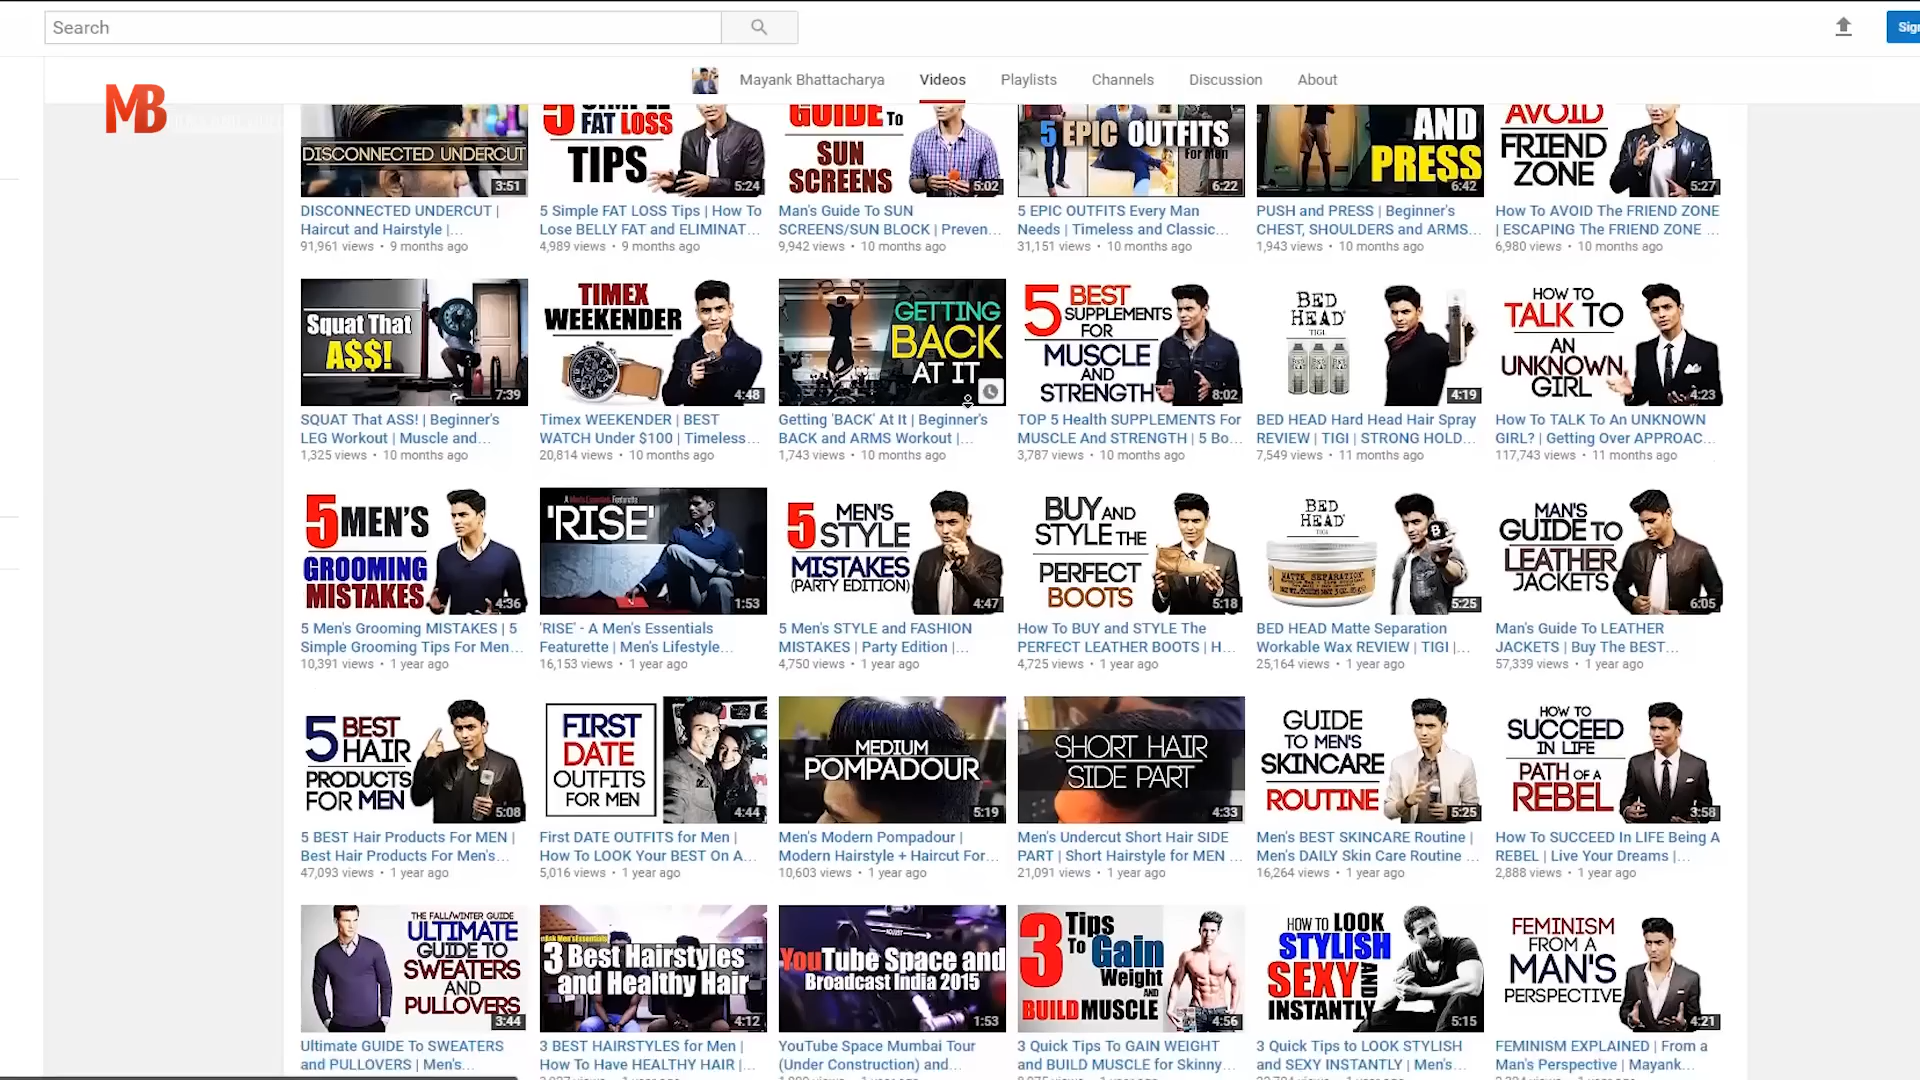 Search
Sign
Mayank Bhattacharya
Videos
Playlists
Channels
Discussion
About
MB
DISCONNECTED UNDERCUT
3:51
5 SIMPLE
FAT LOSS
TIPS
5:24
GUIDE To
SUN
SCREENS
5:02
5 EPIC OUTFITS
For Men
6:22
AND
PRESS
6:42
AVOID
FRIEND
ZONE
5:27
DISCONNECTED UNDERCUT |
Haircut and Hairstyle |...
91,961 views • 9 months ago
5 Simple FAT LOSS Tips | How To
Lose BELLY FAT and ELIMINAT...
4,989 views • 9 months ago
Man's Guide To SUN
SCREENS/SUN BLOCK | Preven...
9,942 views • 10 months ago
5 EPIC OUTFITS Every Man
Needs | Timeless and Classic...
31,151 views • 10 months ago
PUSH and PRESS | Beginner's
CHEST, SHOULDERS and ARMS...
1,943 views • 10 months ago
How To AVOID The FRIEND ZONE
| ESCAPING The FRIEND ZONE ...
6,980 views • 10 months ago
Squat That
A$$!
7:39
TIMEX
WEEKENDER
4:48
GETTING
BACK
AT IT
5 BEST
SUPPLEMENTS
FOR
MUSCLE
AND
STRENGTH
8:02
BED
HEAD
TIGI
4:19
HOW TO
TALK TO
AN
UNKNOWN
GIRL
4:23
SQUAT That ASS! | Beginner's
LEG Workout | Muscle and...
1,325 views • 10 months ago
Timex WEEKENDER | BEST
WATCH Under $100 | Timeless...
20,814 views • 10 months ago
Getting 'BACK' At It | Beginner's
BACK and ARMS Workout |...
1,743 views • 10 months ago
TOP 5 Health SUPPLEMENTS For
MUSCLE And STRENGTH | 5 Bo...
3,787 views • 10 months ago
BED HEAD Hard Head Hair Spray
REVIEW | TIGI | STRONG HOLD...
7,549 views • 11 months ago
How To TALK To An UNKNOWN
GIRL? | Getting Over APPROAC...
117,743 views • 11 months ago
5 MEN'S
GROOMING
MISTAKES
4:36
A Men's Essentials Featurette
'RISE'
1:53
5 MEN'S
STYLE
MISTAKES
(PARTY EDITION)
4:47
BUY AND
STYLE THE
PERFECT
BOOTS
5:18
BED
HEAD
TIGI
MATTE SEPARATION
5:25
MAN'S
GUIDE TO
LEATHER
JACKETS
6:05
5 Men's Grooming MISTAKES | 5
Simple Grooming Tips For Men...
10,391 views • 1 year ago
'RISE' - A Men's Essentials
Featurette | Men's Lifestyle...
16,153 views • 1 year ago
5 Men's STYLE and FASHION
MISTAKES | Party Edition |...
4,750 views • 1 year ago
How To BUY and STYLE The
PERFECT LEATHER BOOTS | H...
4,725 views • 1 year ago
BED HEAD Matte Separation
Workable Wax REVIEW | TIGI |...
25,164 views • 1 year ago
Man's Guide To LEATHER
JACKETS | Buy The BEST...
57,339 views • 1 year ago
5 BEST
HAIR
PRODUCTS
FOR MEN
5:08
FIRST
DATE
OUTFITS
FOR MEN
4:44
MEDIUM
POMPADOUR
5:19
SHORT HAIR
SIDE PART
4:33
GUIDE
TO MEN'S
SKINCARE
ROUTINE
5:25
HOW TO
SUCCEED
IN LIFE
PATH OF A
REBEL
3:58
5 BEST Hair Products For MEN |
Best Hair Products For Men's...
47,093 views • 1 year ago
First DATE OUTFITS for Men |
How To LOOK Your BEST On A...
5,016 views • 1 year ago
Men's Modern Pompadour |
Modern Hairstyle + Haircut For...
10,603 views • 1 year ago
Men's Undercut Short Hair SIDE
PART | Short Hairstyle for MEN ...
21,091 views • 1 year ago
Men's BEST SKINCARE Routine |
Men's DAILY Skin Care Routine ...
16,264 views • 1 year ago
How To SUCCEED In LIFE Being A
REBEL | Live Your Dreams |...
2,888 views • 1 year ago
THE FALL/WINTER GUIDE
ULTIMATE
GUIDE TO
SWEATERS
AND
PULLOVERS
3:44
Ask Men'sEssentials
3 Best Hairstyles
and Healthy Hair
4:12
YouTube Space and
Broadcast India 2015
1:53
3 Tips
To Gain
Weight
AND
BUILD MUSCLE
4:56
HOW TO LOOK
STYLISH
SEXY AND
INSTANTLY
5:15
FEMINISM
FROM A
MAN'S
PERSPECTIVE
4:21
Ultimate GUIDE To SWEATERS
and PULLOVERS | Men's...
3 BEST HAIRSTYLES for Men |
How To Have HEALTHY HAIR |...
YouTube Space Mumbai Tour
(Under Construction) and...
3 Quick Tips To GAIN WEIGHT
and BUILD MUSCLE for Skinny...
3 Quick Tips to LOOK STYLISH
and SEXY INSTANTLY | Men's...
FEMINISM EXPLAINED | From a
Man's Perspective | Mayank...